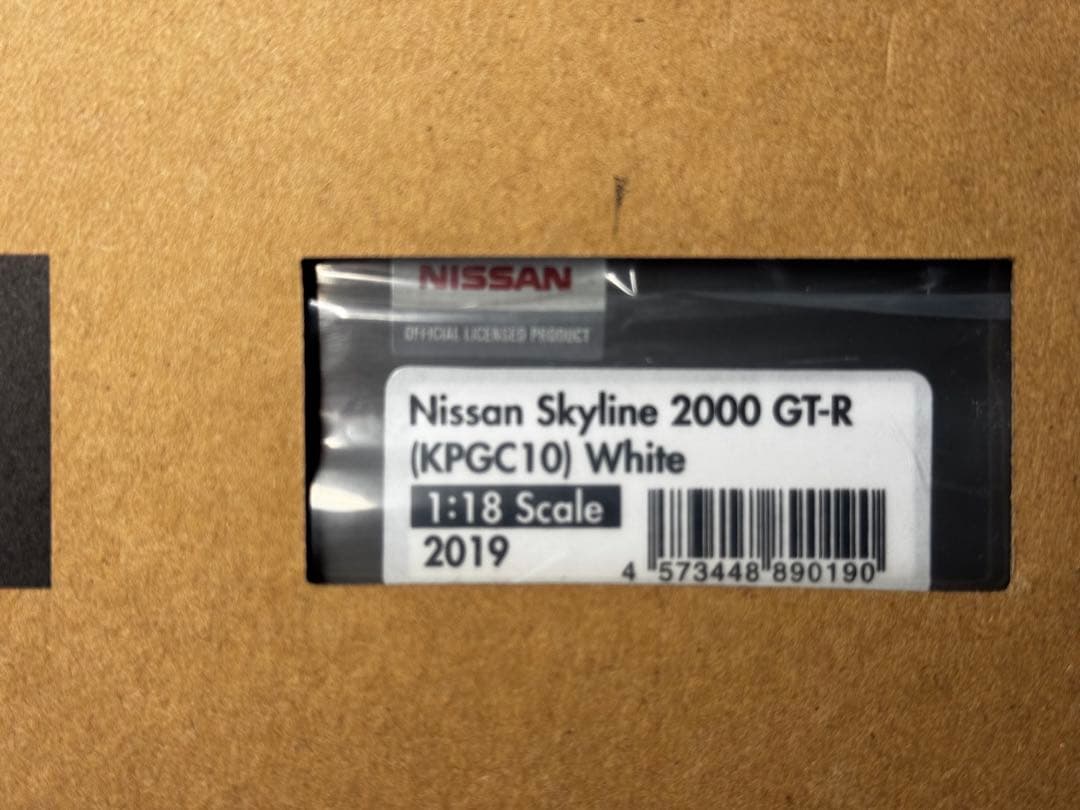 NISSAN
OFFICIAL LICENSED PRODUCT
Nissan Skyline 2000 GT-R
(KPGC10) White
1:18 Scale
2019
4 573448 890190